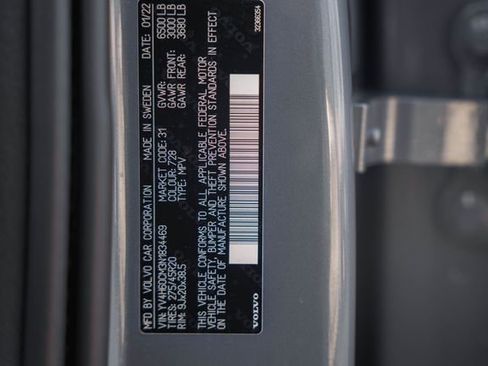 MFG BY VOLVO CAR CORPORATION MADE IN SWEDEN DATE: 01/22
VIN: YV4H60CM3N1834469 MARKET CODE: 31 GVWR: 6500 LB
TIRES: 275/45R20 COLOUR: 728 GAWR FRONT: 3000 LB
RIM: 9Jx20x38.5 TYPE: MPV GAWR REAR: 3680 LB
THIS VEHICLE CONFORMS TO ALL APPLICABLE FEDERAL MOTOR
VEHICLE SAFETY, BUMPER AND THEFT PREVENTION STANDARDS IN EFFECT
ON THE DATE OF MANUFACTURE SHOWN ABOVE.
VOLVO 32366354